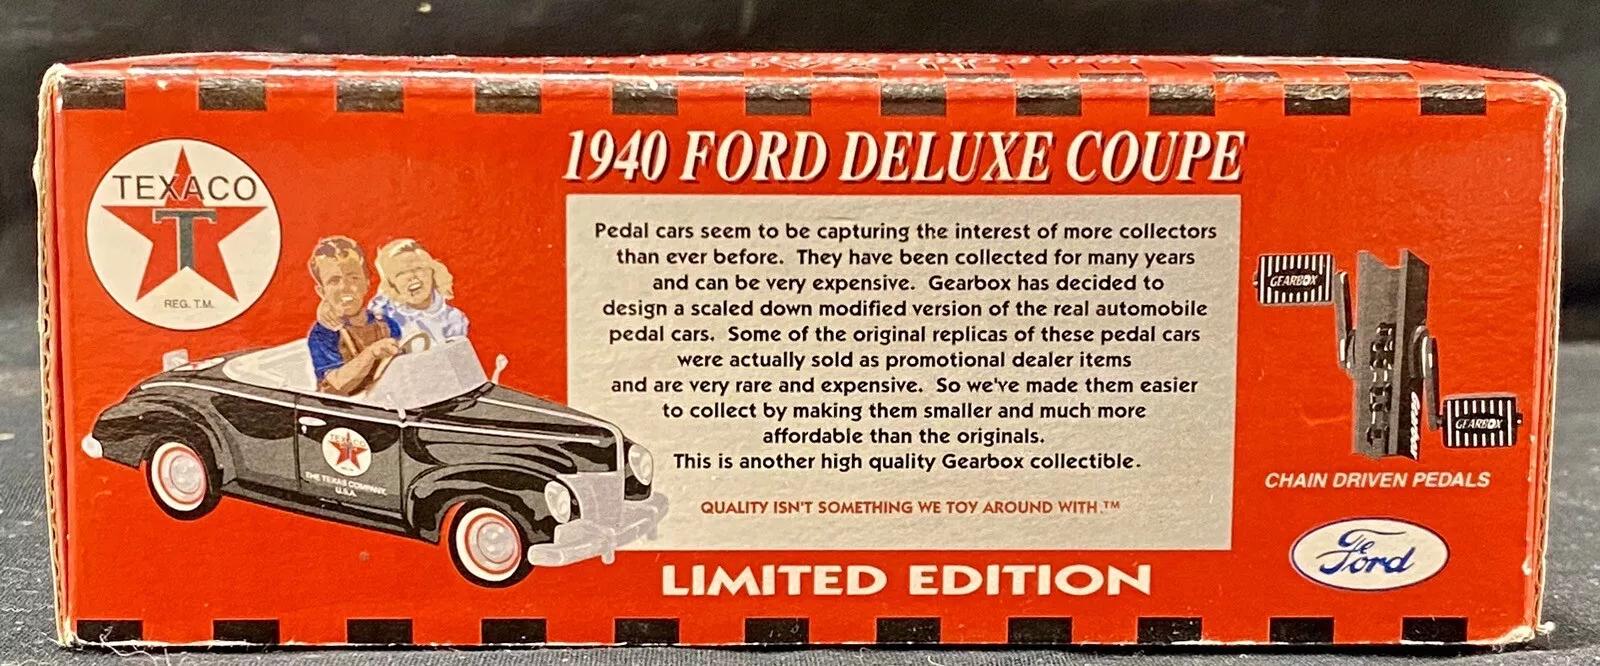 TEXACO
T
REG. T.M.
1940 FORD DELUXE COUPE
Pedal cars seem to be capturing the interest of more collectors
than ever before. They have been collected for many years
and can be very expensive. Gearbox has decided to
design a scaled down modified version of the real automobile
pedal cars. Some of the original replicas of these pedal cars
were actually sold as promotional dealer items
and are very rare and expensive. So we've made them easier
to collect by making them smaller and much more
affordable than the originals.
This is another high quality Gearbox collectible.
QUALITY ISN'T SOMETHING WE TOY AROUND WITH.™
LIMITED EDITION
TEXACO
THE TEXAS COMPANY
U.S.A.
GEARBOX
GEARBOX
GEARBOX
CHAIN DRIVEN PEDALS
Ford